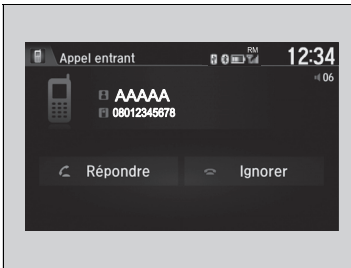 Appel entrant RM 12:34
06
AAAAA
08012345678
Répondre Ignorer